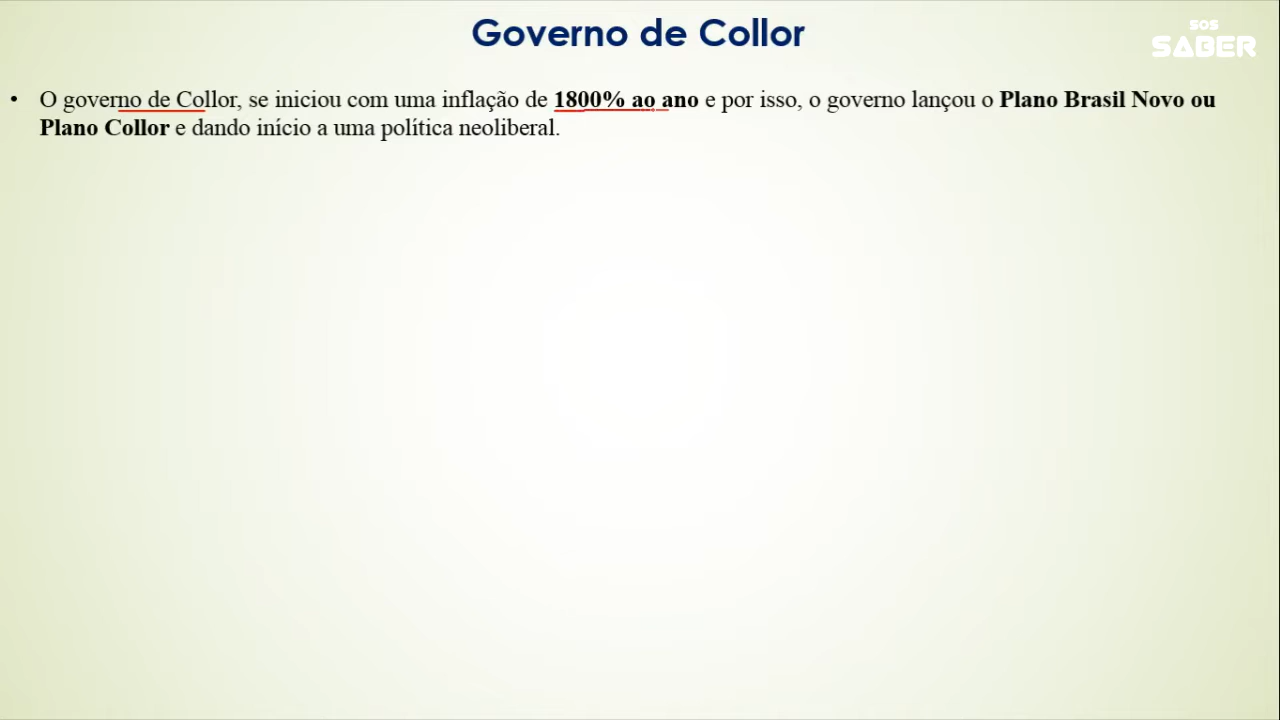 Governo de Collor
SOS
SABER
• O governo de Collor, se iniciou com uma inflação de 1800% ao ano e por isso, o governo lançou o Plano Brasil Novo ou
Plano Collor e dando início a uma política neoliberal.